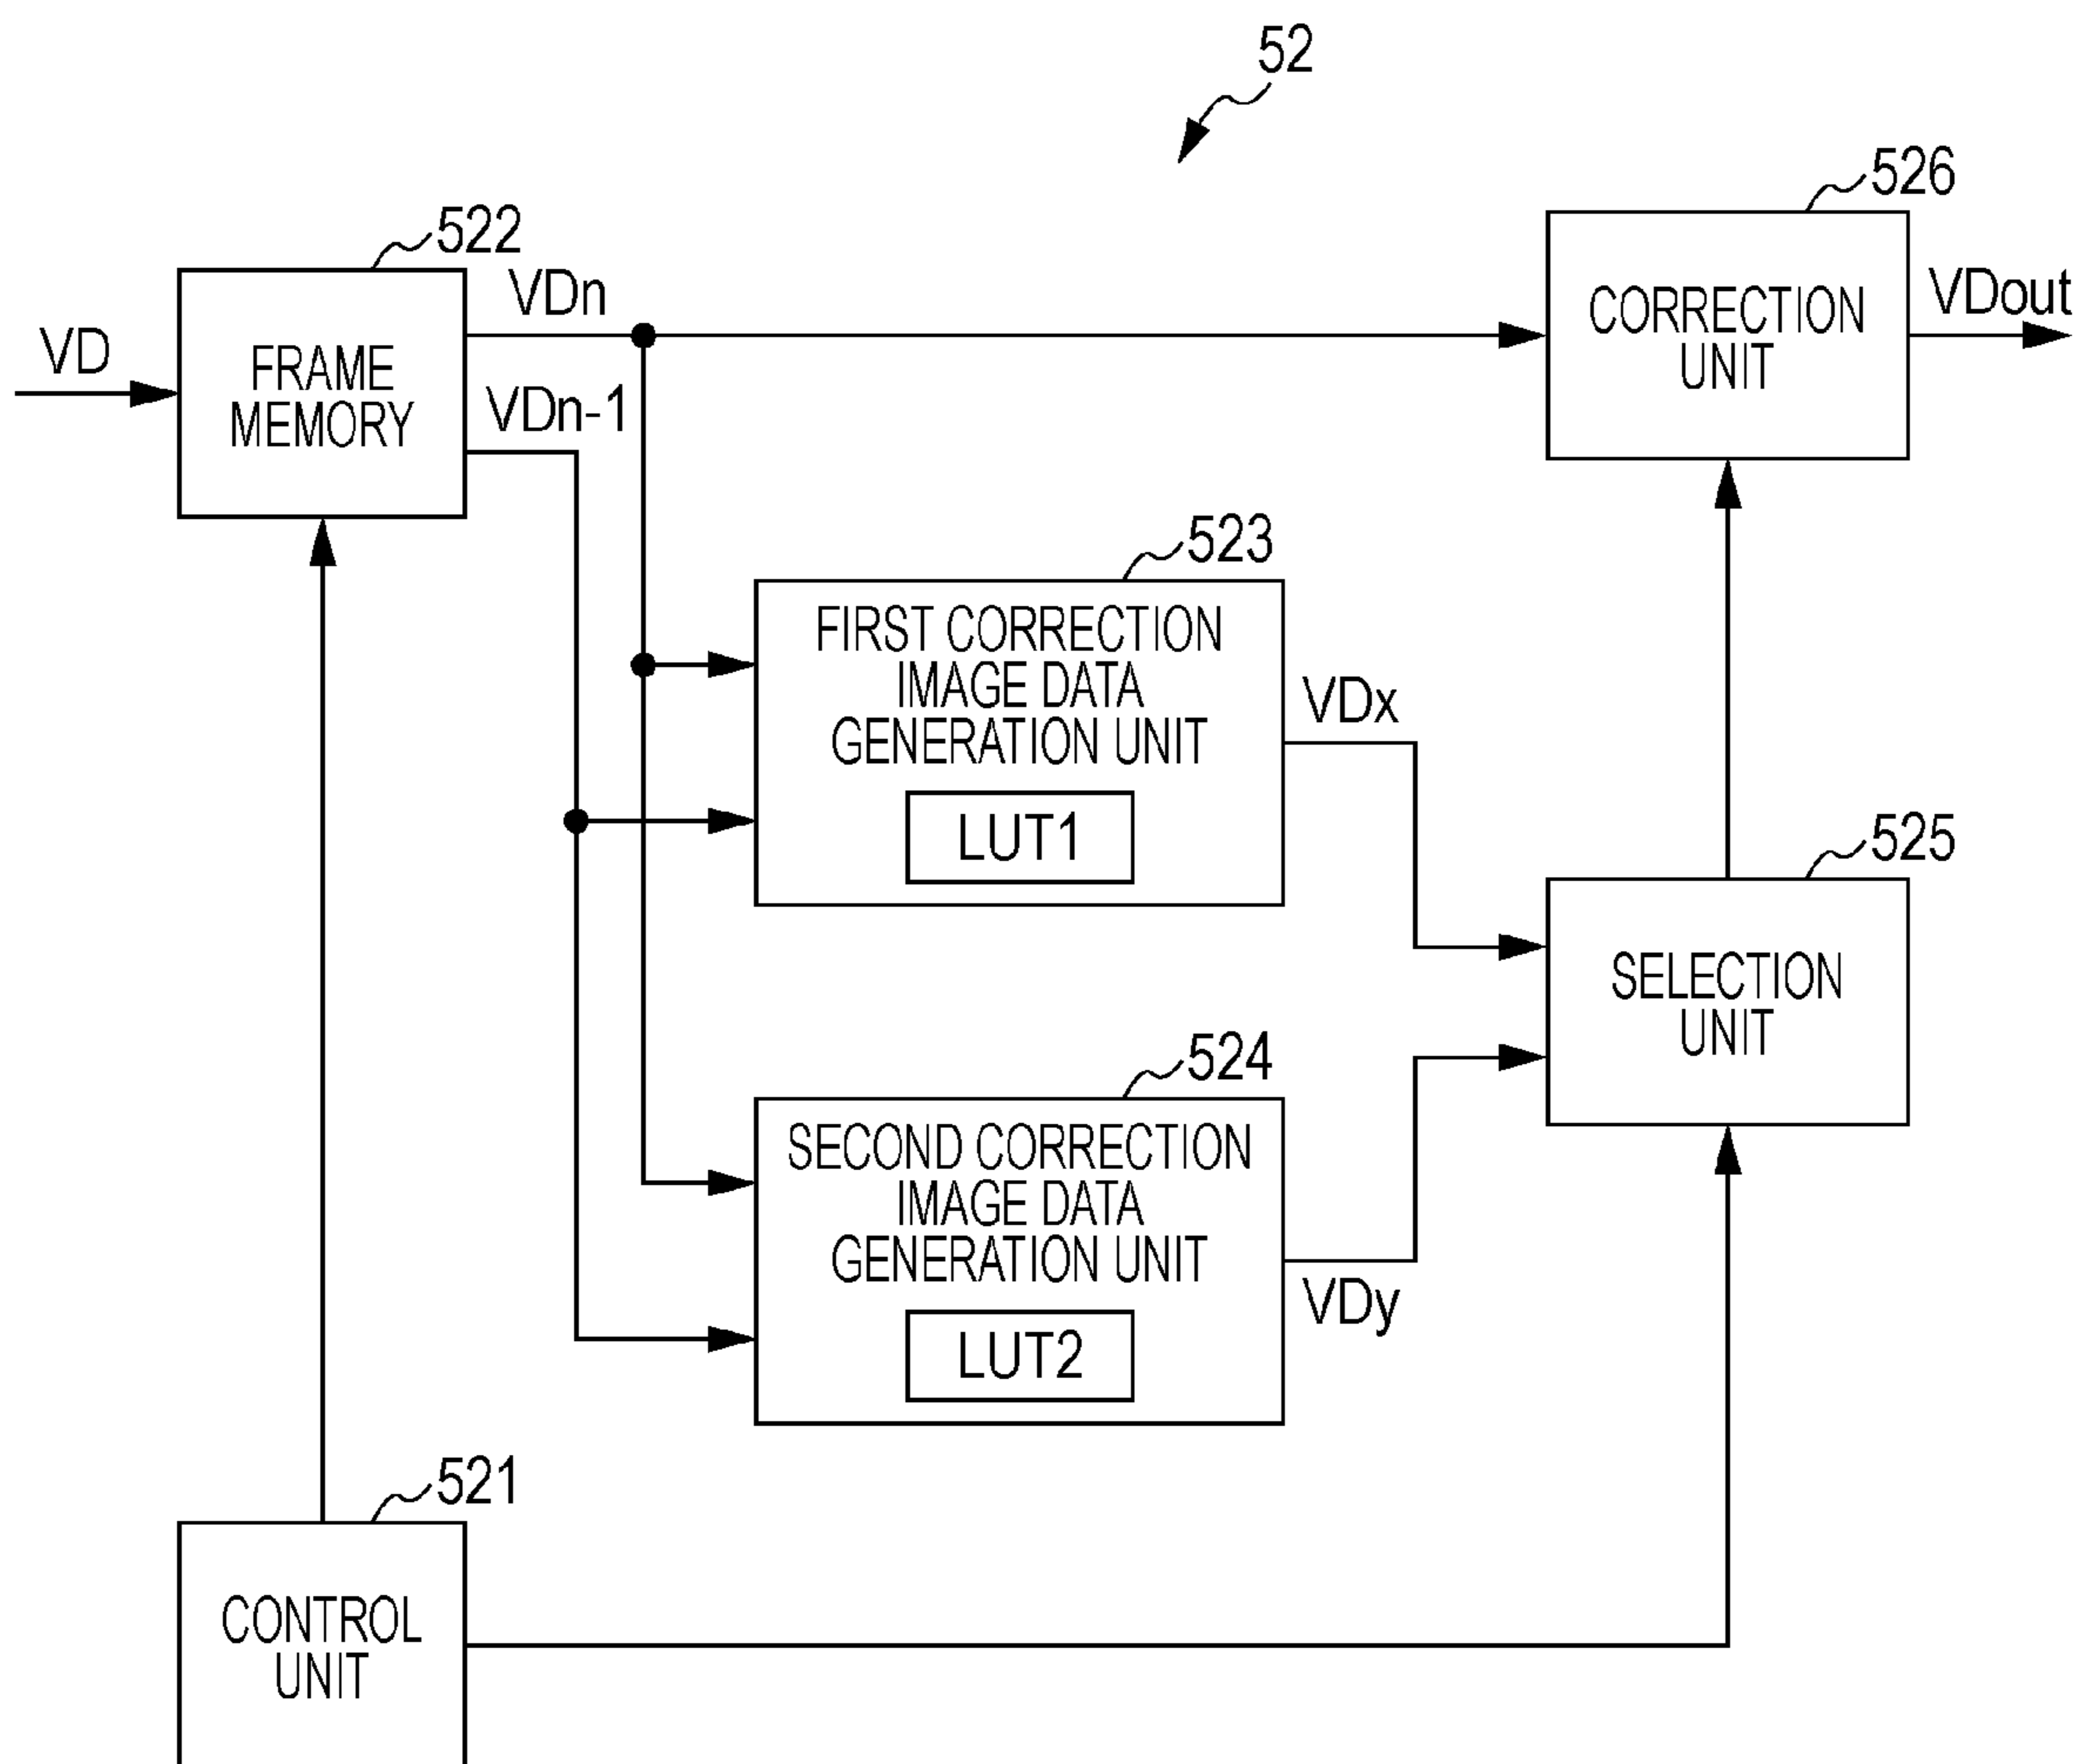 52
526
522
VDn
CORRECTION
UNIT
VDout
VD
FRAME
MEMORY
VDn-1
523
FIRST CORRECTION
IMAGE DATA
GENERATION UNIT
LUT1
VDx
525
SELECTION
UNIT
524
SECOND CORRECTION
IMAGE DATA
GENERATION UNIT
LUT2
VDy
521
CONTROL
UNIT